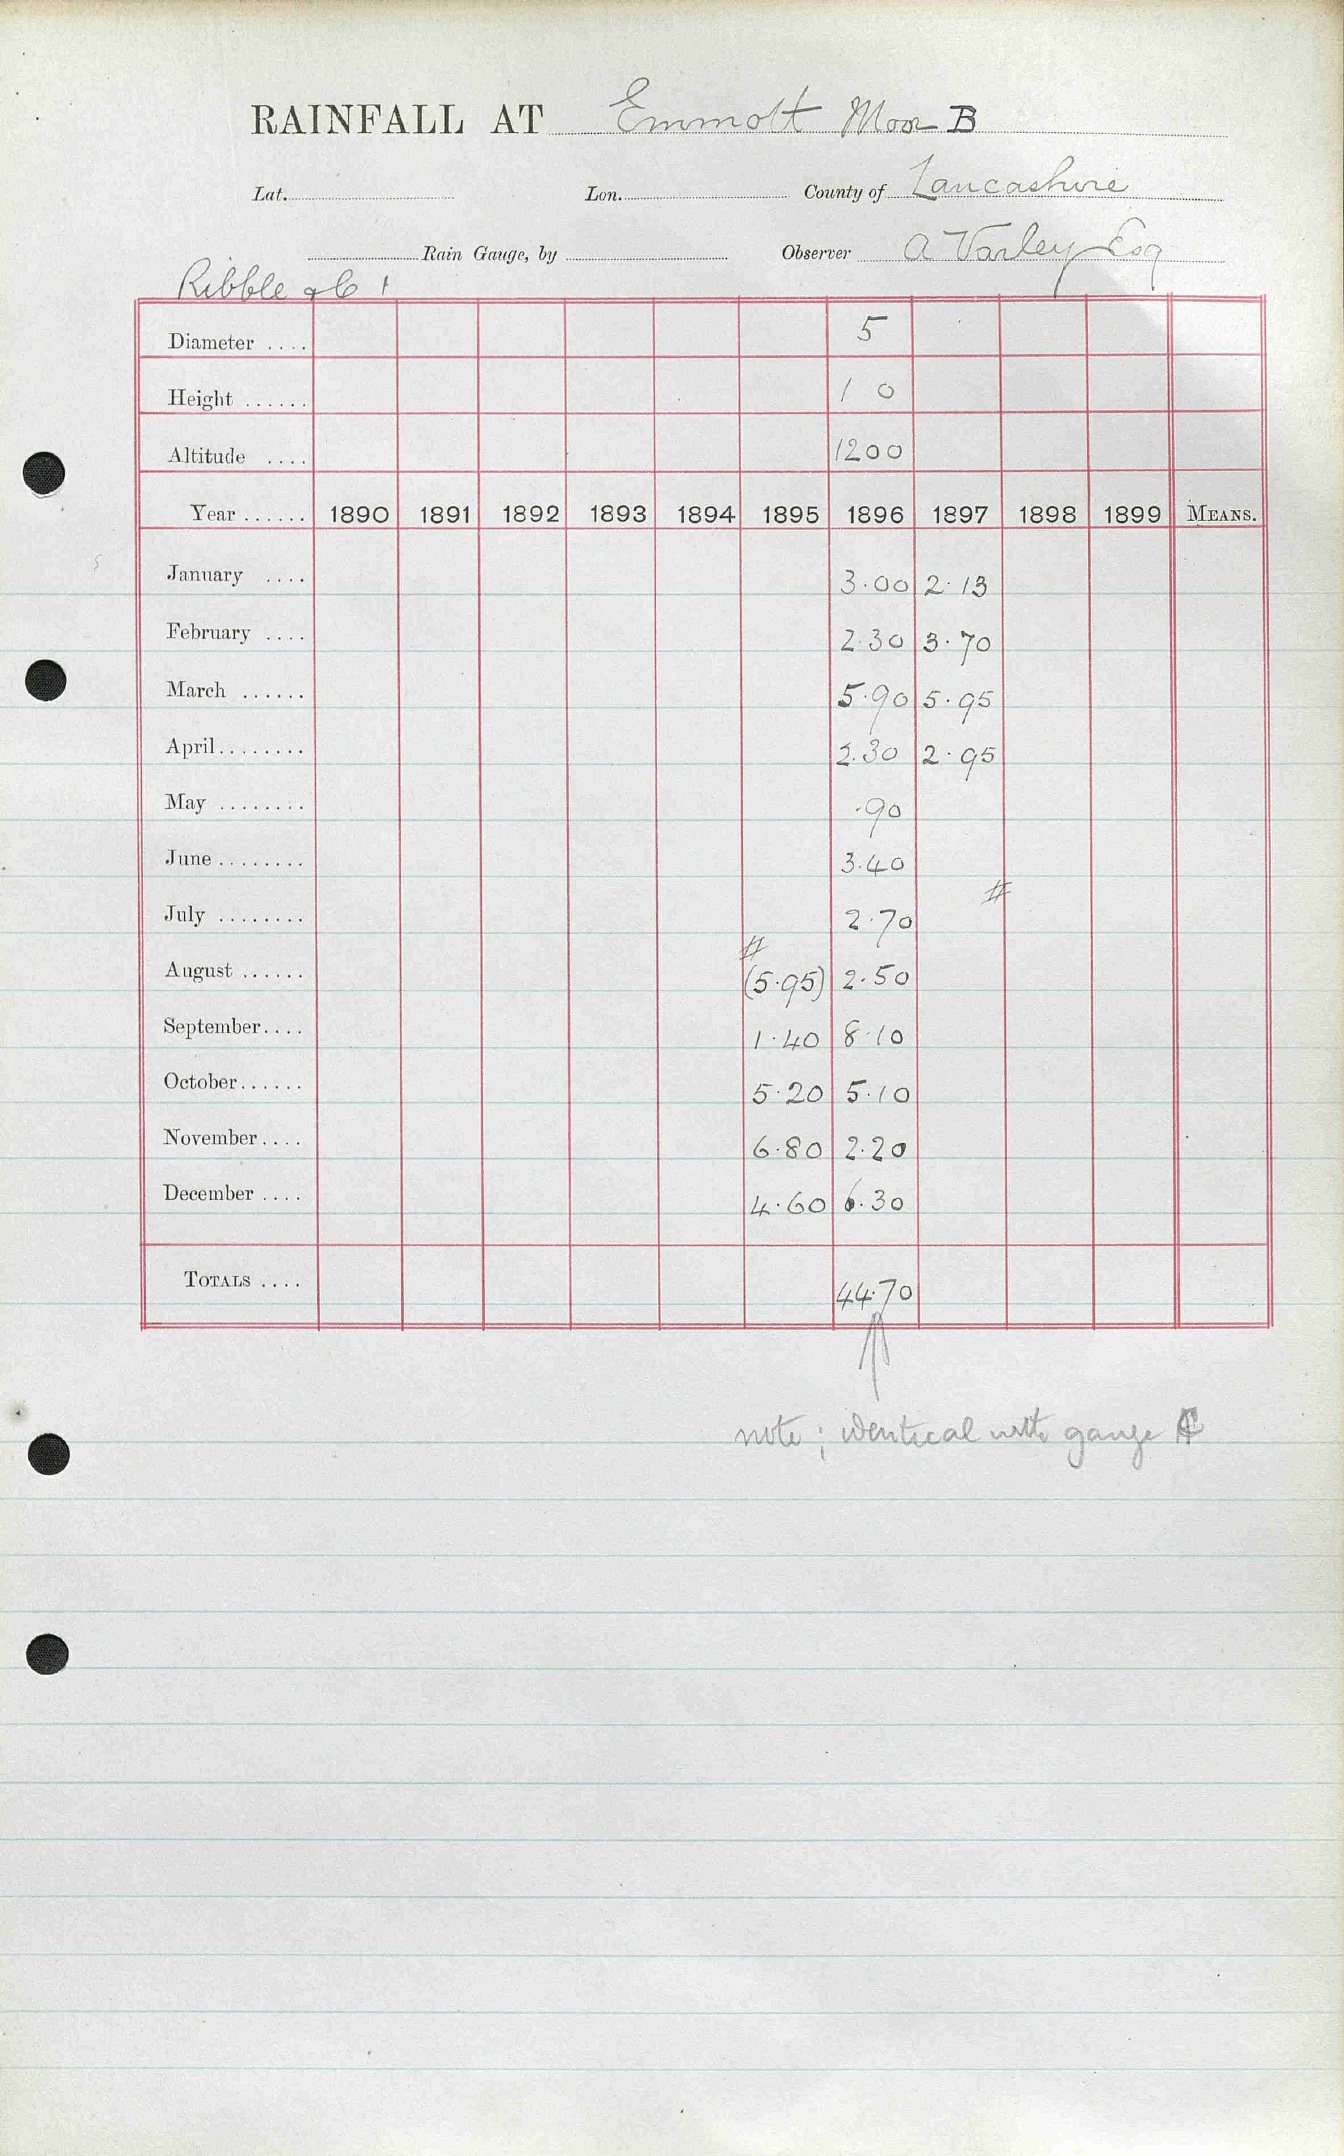 RAINFALL AT Emmott Moor B
Lat. Lon. County of Lancashire
Rain Gauge, by Observer A Varley Esq
Ribble &c 1
Diameter .... 5
Height ...... 1 0
Altitude .... 1200
Year ...... 1890 1891 1892 1893 1894 1895 1896 1897 1898 1899 MEANS.
January .... 3.00 2.13
February .... 2.30 3.70
March ...... 5.90 5.95
April ........ 2.30 2.95
May ........ .90
June ........ 3.40
#
July ........ 2.70
#
August ...... (5.95) 2.50
September .... 1.40 8.10
October ...... 5.20 5.10
November .... 6.80 2.20
December .... 4.60 6.30
TOTALS .... 44.70
note; identical with gauge C